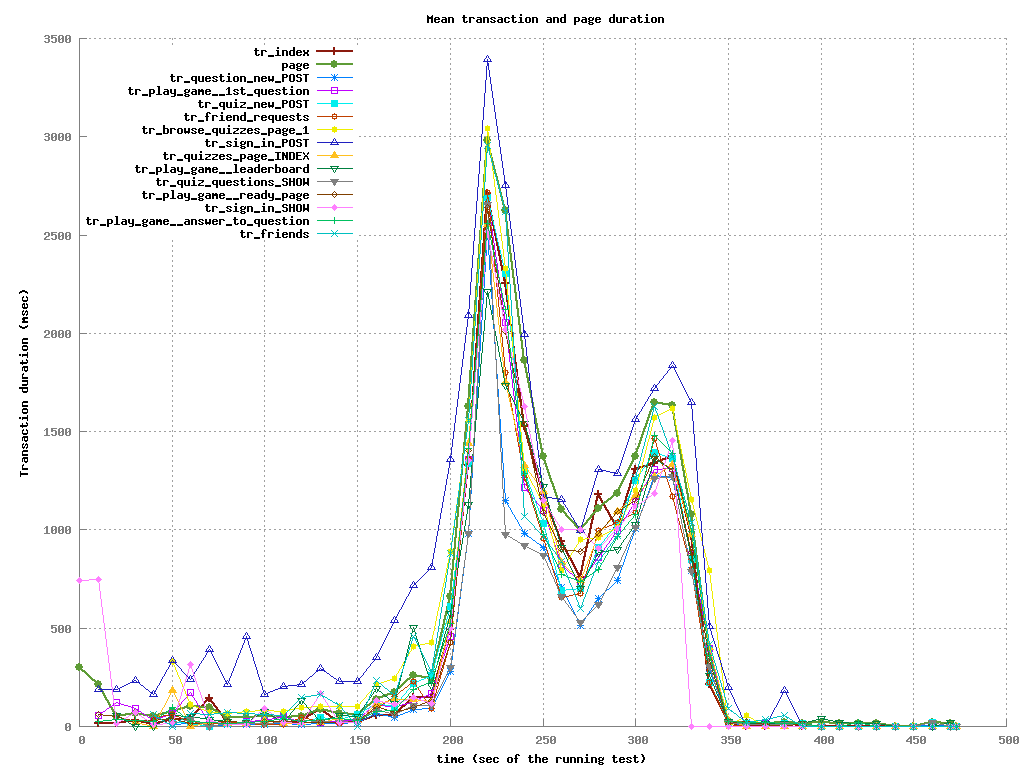 Mean transaction and page duration
3500
3000
2500
2000
1500
1000
500
0
Transaction duration (msec)
tr_index
page
tr_question_new_POST
tr_play_game__1st_question
tr_quiz_new_POST
tr_friend_requests
tr_browse_quizzes_page_1
tr_sign_in_POST
tr_quizzes_page_INDEX
tr_play_game__leaderboard
tr_quiz_questions_SHOW
tr_play_game__ready_page
tr_sign_in_SHOW
tr_play_game__answer_to_question
tr_friends
0 50 100 150 200 250 300 350 400 450 500
time (sec of the running test)